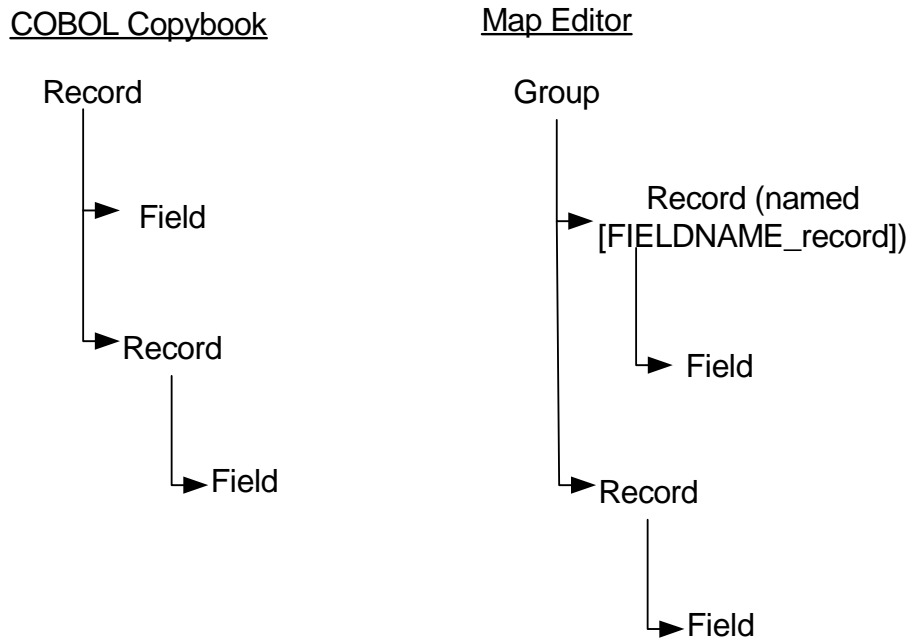 COBOL Copybook
Record
Field
Record
Field
Map Editor
Group
Record (named
[FIELDNAME_record])
Field
Record
Field